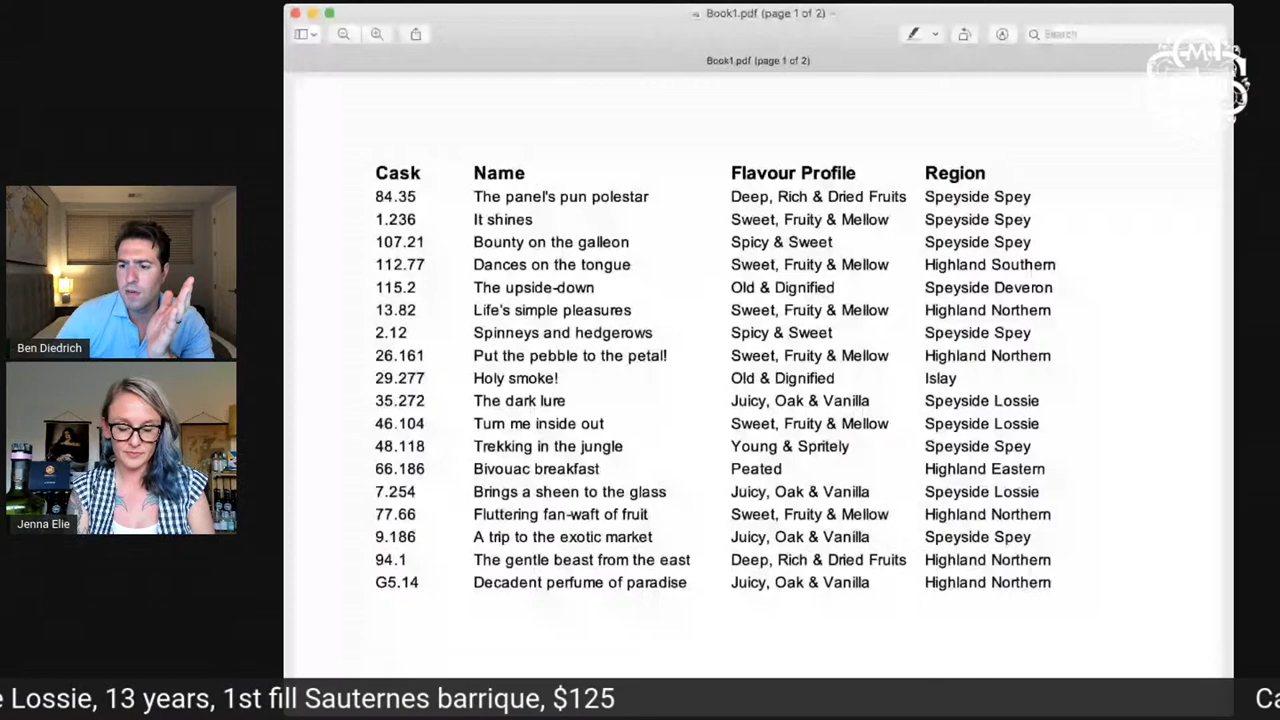 Book1.pdf (page 1 of 2)
Search
Book1.pdf (page 1 of 2)
Cask Name Flavour Profile Region
84.35 The panel's pun polestar Deep, Rich & Dried Fruits Speyside Spey
1.236 It shines Sweet, Fruity & Mellow Speyside Spey
107.21 Bounty on the galleon Spicy & Sweet Speyside Spey
112.77 Dances on the tongue Sweet, Fruity & Mellow Highland Southern
115.2 The upside-down Old & Dignified Speyside Deveron
13.82 Life's simple pleasures Sweet, Fruity & Mellow Highland Northern
2.12 Spinneys and hedgerows Spicy & Sweet Speyside Spey
26.161 Put the pebble to the petal! Sweet, Fruity & Mellow Highland Northern
29.277 Holy smoke! Old & Dignified Islay
35.272 The dark lure Juicy, Oak & Vanilla Speyside Lossie
46.104 Turn me inside out Sweet, Fruity & Mellow Speyside Lossie
48.118 Trekking in the jungle Young & Spritely Speyside Spey
66.186 Bivouac breakfast Peated Highland Eastern
7.254 Brings a sheen to the glass Juicy, Oak & Vanilla Speyside Lossie
77.66 Fluttering fan-waft of fruit Sweet, Fruity & Mellow Highland Northern
9.186 A trip to the exotic market Juicy, Oak & Vanilla Speyside Spey
94.1 The gentle beast from the east Deep, Rich & Dried Fruits Highland Northern
G5.14 Decadent perfume of paradise Juicy, Oak & Vanilla Highland Northern
Ben Diedrich
Jenna Elie
e Lossie, 13 years, 1st fill Sauternes barrique, $125 Ca